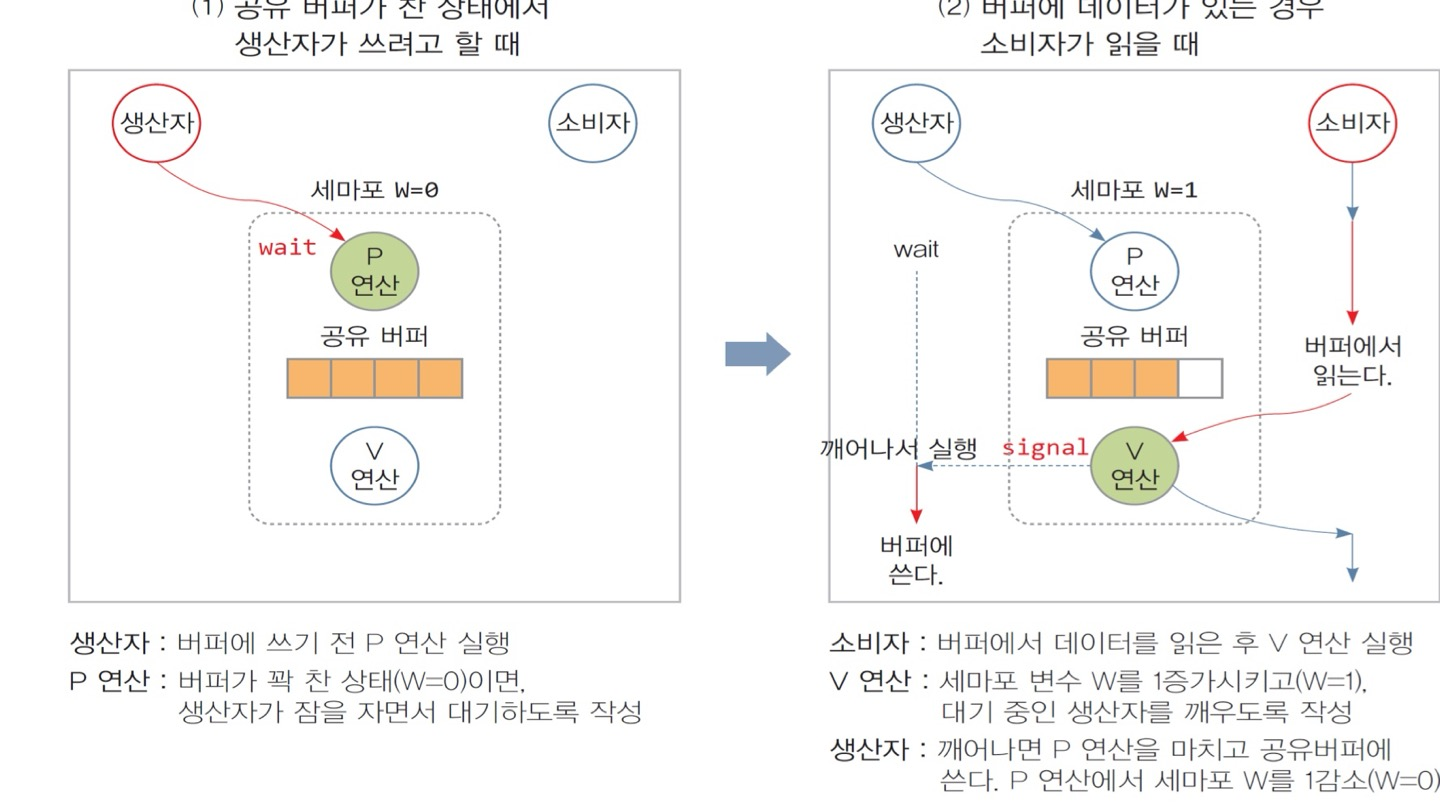 (1) 공유 버퍼가 찬 상태에서
생산자가 쓰려고 할 때
생산자
소비자
세마포 W=0
wait
P
연산
공유 버퍼
V
연산
생산자 : 버퍼에 쓰기 전 P 연산 실행
P 연산 : 버퍼가 꽉 찬 상태(W=0)이면,
생산자가 잠을 자면서 대기하도록 작성
(2) 버퍼에 데이터가 있는 경우
소비자가 읽을 때
생산자
소비자
세마포 W=1
wait
P
연산
공유 버퍼
버퍼에서
읽는다.
깨어나서 실행
signal
V
연산
버퍼에
쓴다.
소비자 : 버퍼에서 데이터를 읽은 후 V 연산 실행
V 연산 : 세마포 변수 W를 1증가시키고(W=1),
대기 중인 생산자를 깨우도록 작성
생산자 : 깨어나면 P 연산을 마치고 공유버퍼에
쓴다. P 연산에서 세마포 W를 1감소(W=0)